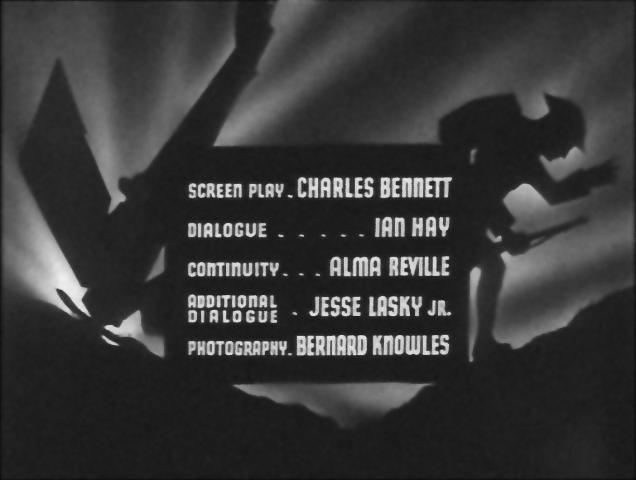 SCREEN PLAY. CHARLES BENNETT
DIALOGUE . . . . . IAN HAY
CONTINUITY. . . ALMA REVILLE
ADDITIONAL
DIALOGUE . JESSE LASKY JR.
PHOTOGRAPHY. BERNARD KNOWLES